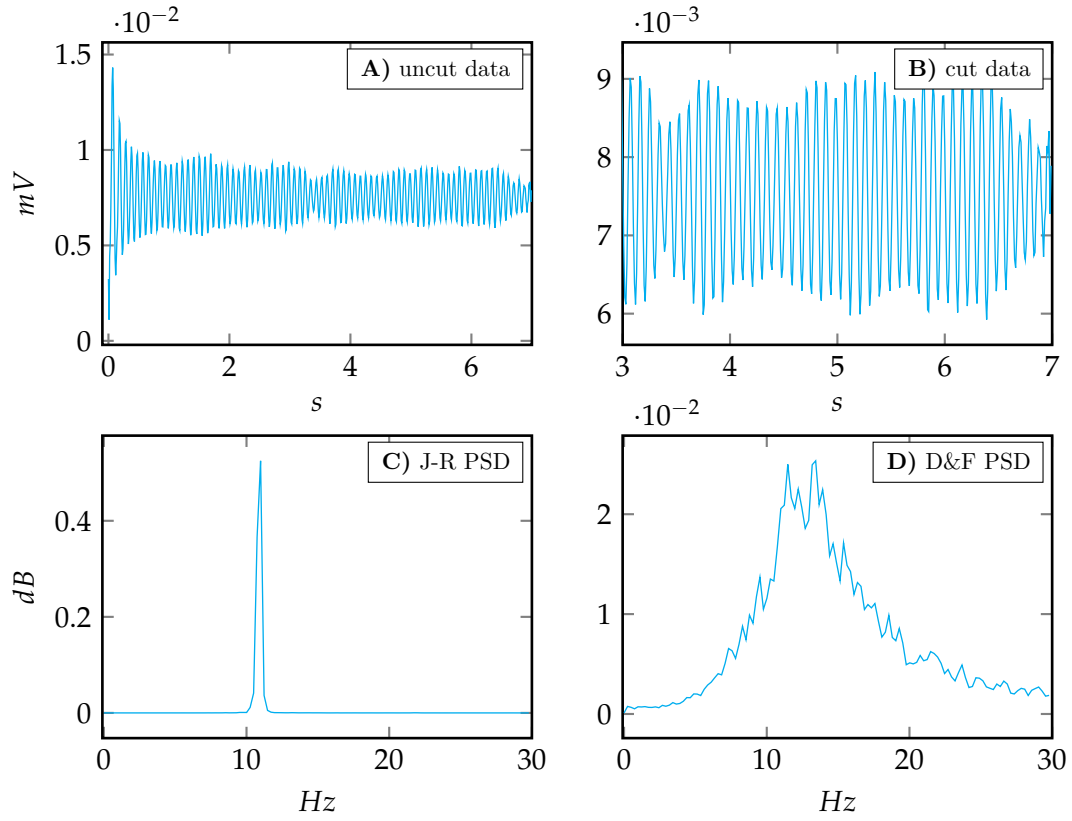 ·10⁻²
A) uncut data
mV
1.5
1
0.5
0
0 2 4 6
s
·10⁻³
B) cut data
9
8
7
6
3 4 5 6 7
s
C) J-R PSD
dB
0.4
0.2
0
0 10 20 30
Hz
·10⁻²
D) D&F PSD
2
1
0
0 10 20 30
Hz